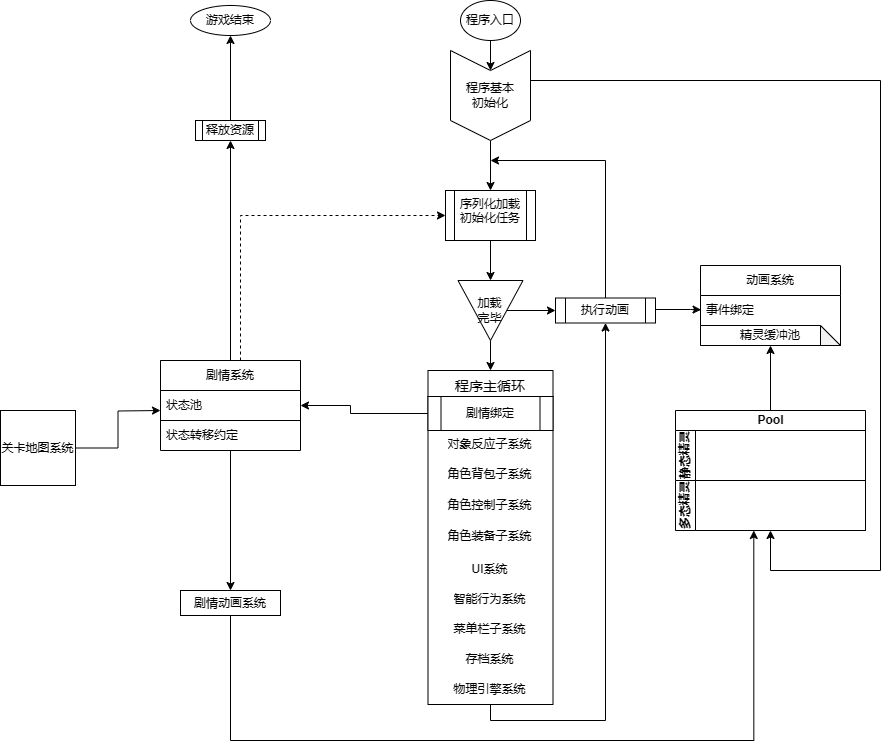 游戏结束
程序入口
程序基本
初始化
释放资源
序列化加载
初始化任务
加载
完毕
执行动画
动画系统
事件绑定
精灵缓冲池
剧情系统
状态池
状态转移约定
关卡地图系统
程序主循环
剧情绑定
对象反应子系统
角色背包子系统
角色控制子系统
角色装备子系统
UI系统
智能行为系统
菜单栏子系统
存档系统
物理引擎系统
Pool
静态精灵
多态精灵
剧情动画系统